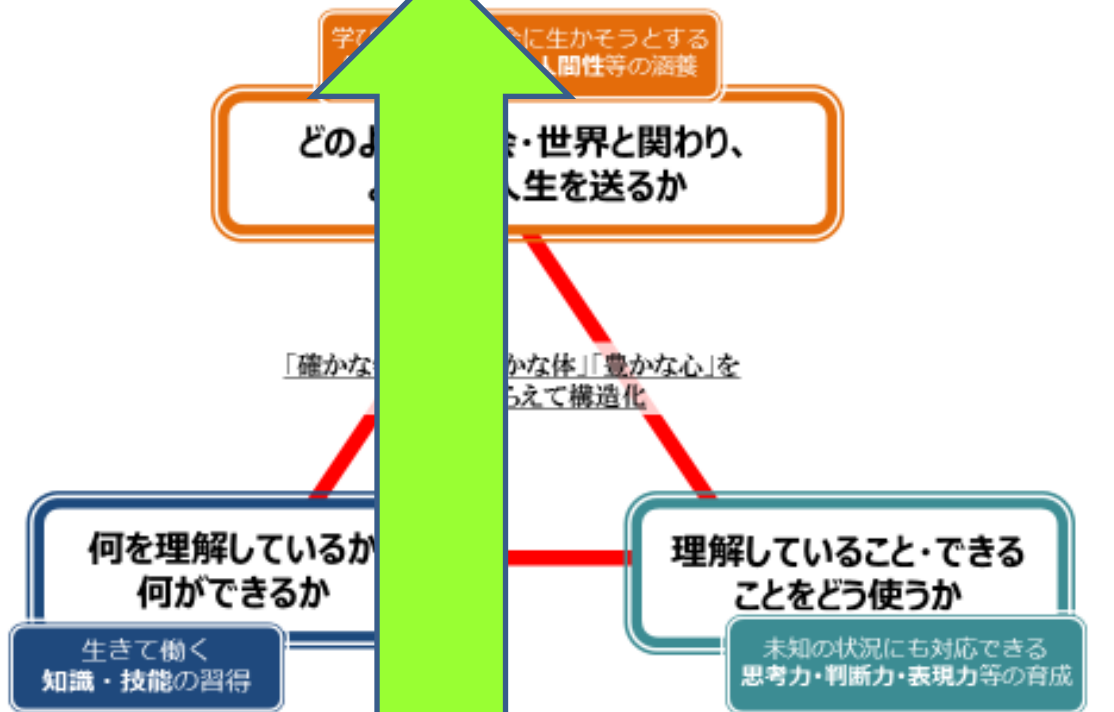 学び　　　　会に生かそうとする
人間性等の涵養
どのよ　　　会・世界と関わり、
人生を送るか
「確かな　　　かな体」「豊かな心」を
らえて構造化
何を理解しているか
何ができるか
生きて働く
知識・技能の習得
理解していること・できる
ことをどう使うか
未知の状況にも対応できる
思考力・判断力・表現力等の育成